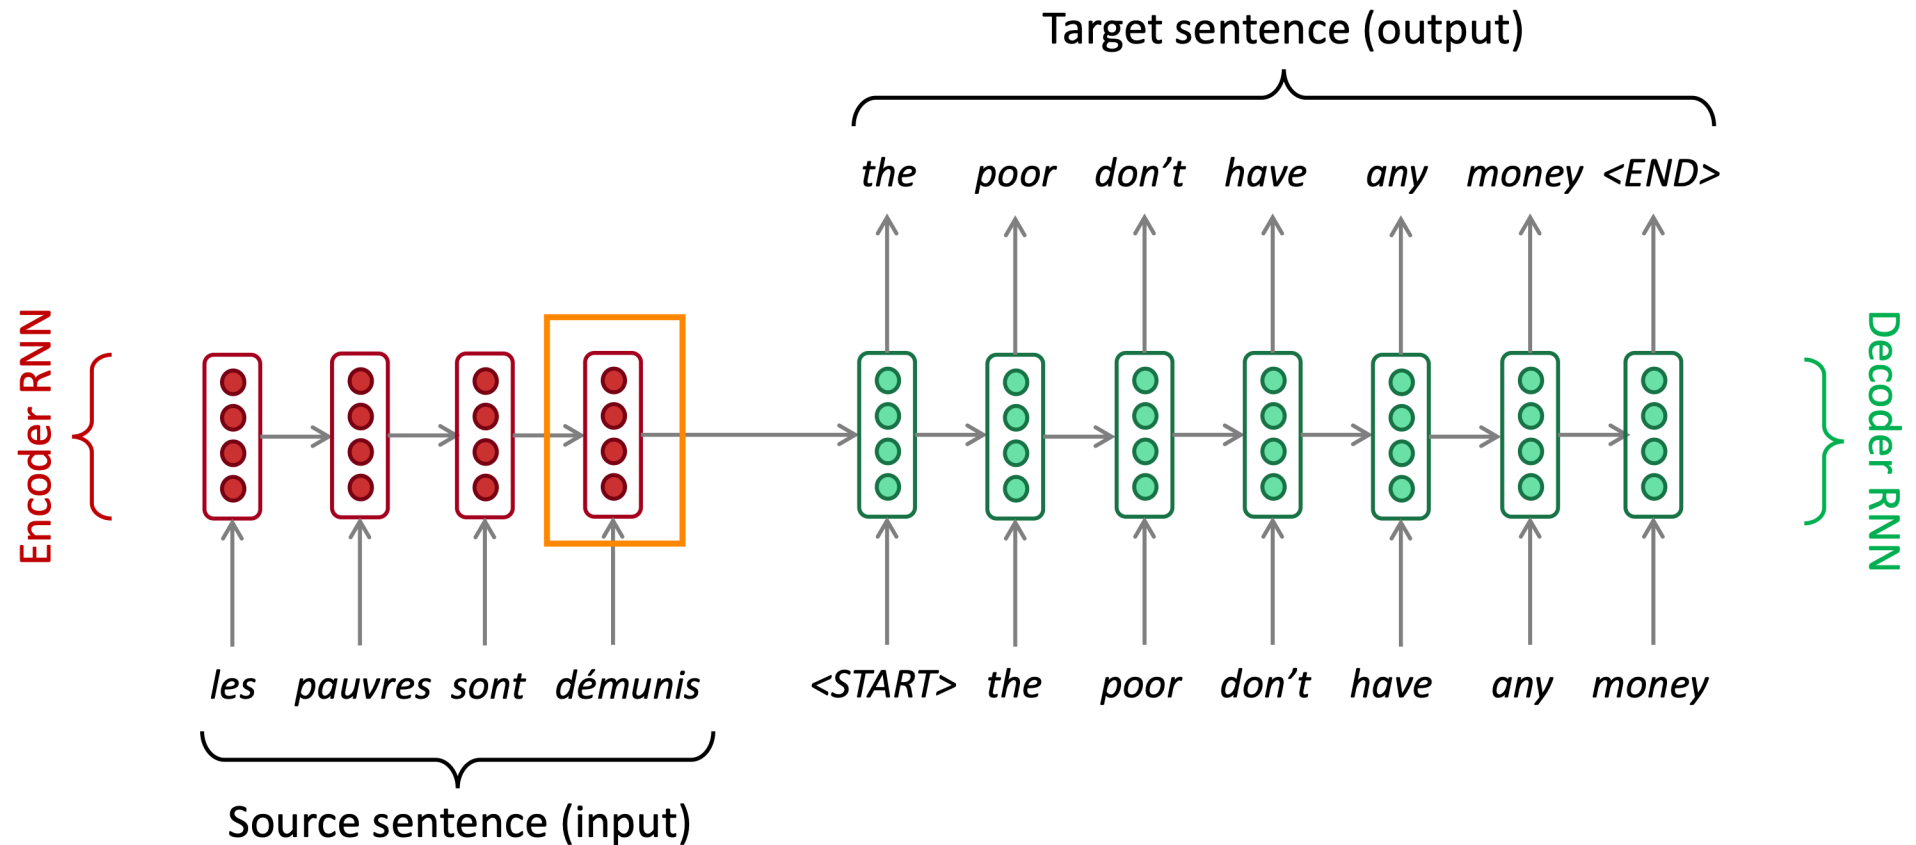 Target sentence (output)
the poor don't have any money <END>
Encoder RNN
Decoder RNN
les pauvres sont démunis <START> the poor don't have any money
Source sentence (input)